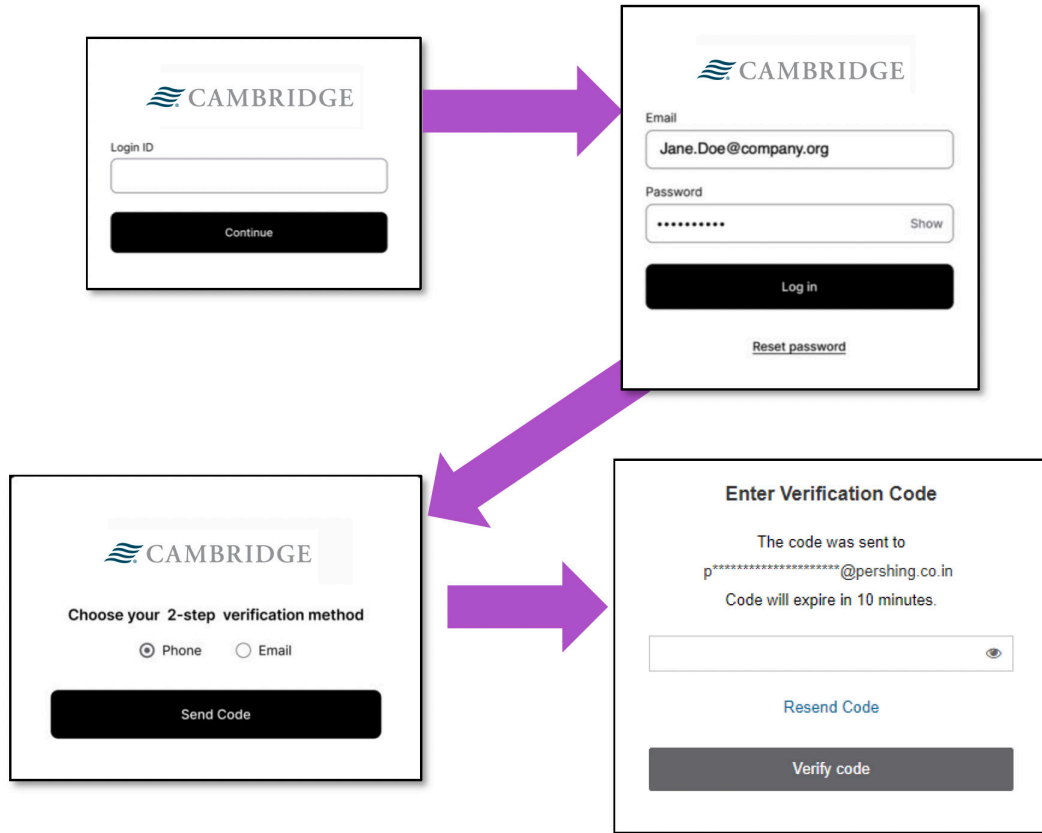 CAMBRIDGE
Login ID
Continue
CAMBRIDGE
Email
Jane.Doe@company.org
Password
•••••••••• Show
Log in
Reset password
CAMBRIDGE
Choose your 2-step verification method
Phone Email
Send Code
Enter Verification Code
The code was sent to
p*********************@pershing.co.in
Code will expire in 10 minutes.
Resend Code
Verify code